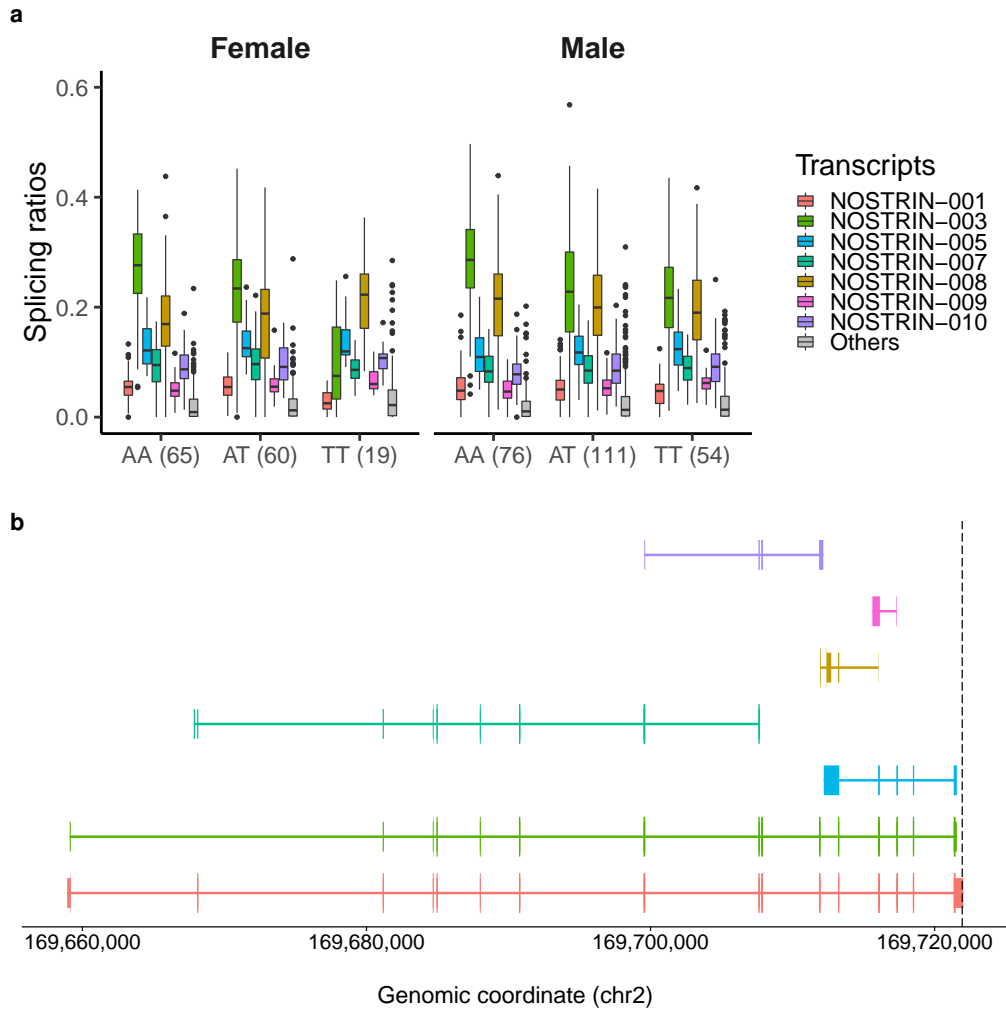 a
Female Male
0.6
0.4
0.2
0.0
Splicing ratios
AA (65) AT (60) TT (19) AA (76) AT (111) TT (54)
Transcripts
NOSTRIN−001
NOSTRIN−003
NOSTRIN−005
NOSTRIN−007
NOSTRIN−008
NOSTRIN−009
NOSTRIN−010
Others
b
169,660,000 169,680,000 169,700,000 169,720,000
Genomic coordinate (chr2)